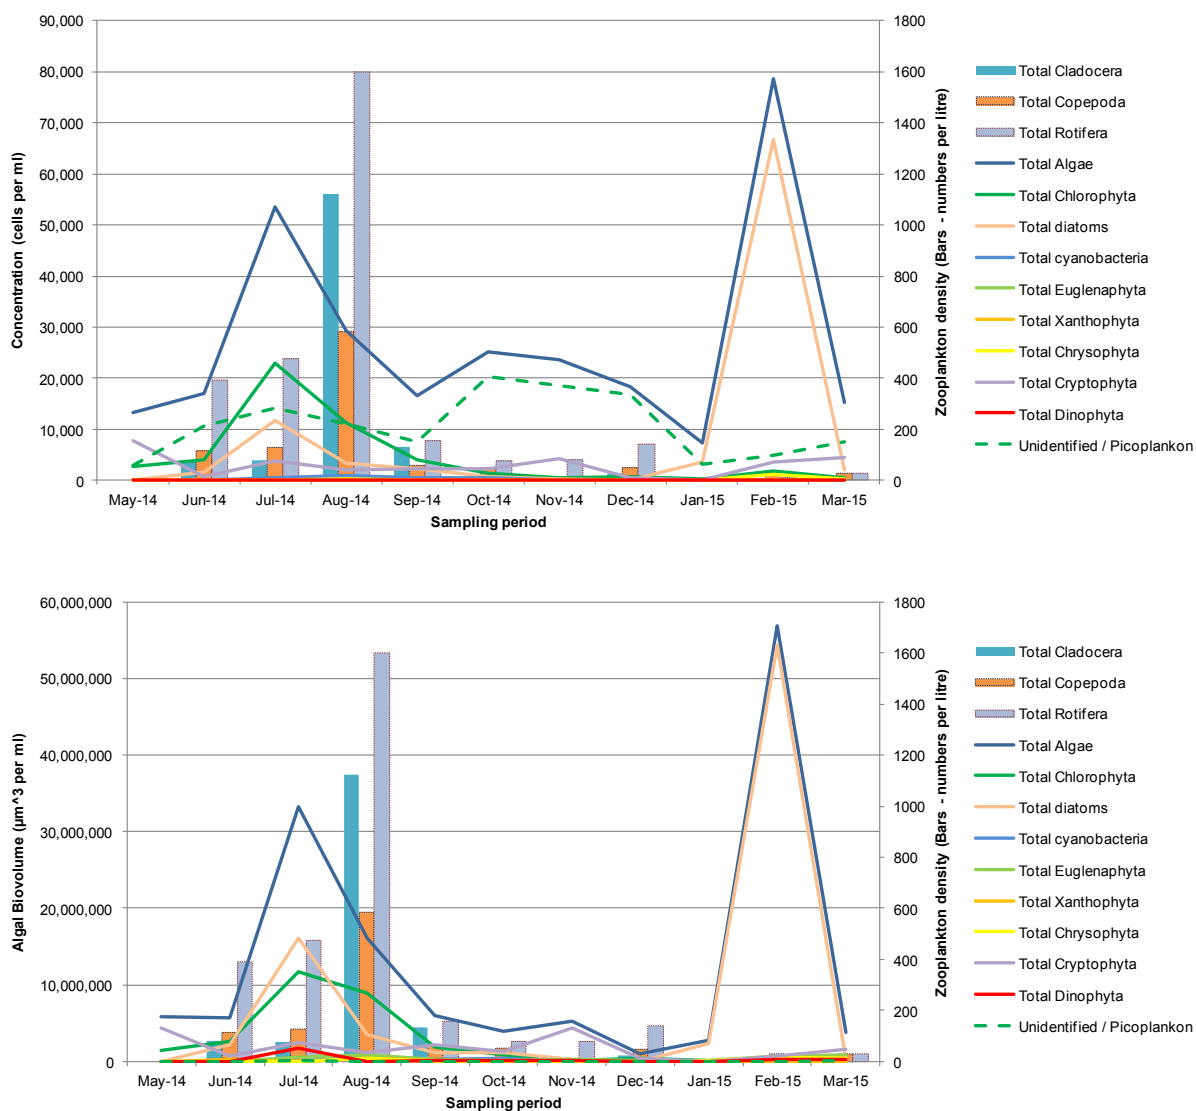 90,000
80,000
70,000
60,000
50,000
40,000
30,000
20,000
10,000
0
Concentration (cells per ml)
1800
1600
1400
1200
1000
800
600
400
200
0
Zooplankton density (Bars - numbers per litre)
May-14 Jun-14 Jul-14 Aug-14 Sep-14 Oct-14 Nov-14 Dec-14 Jan-15 Feb-15 Mar-15
Sampling period
Total Cladocera
Total Copepoda
Total Rotifera
Total Algae
Total Chlorophyta
Total diatoms
Total cyanobacteria
Total Euglenaphyta
Total Xanthophyta
Total Chrysophyta
Total Cryptophyta
Total Dinophyta
Unidentified / Picoplankon
60,000,000
50,000,000
40,000,000
30,000,000
20,000,000
10,000,000
0
Algal Biovolume (µm^3 per ml)
1800
1600
1400
1200
1000
800
600
400
200
0
Zooplankton density (Bars - numbers per litre)
May-14 Jun-14 Jul-14 Aug-14 Sep-14 Oct-14 Nov-14 Dec-14 Jan-15 Feb-15 Mar-15
Sampling period
Total Cladocera
Total Copepoda
Total Rotifera
Total Algae
Total Chlorophyta
Total diatoms
Total cyanobacteria
Total Euglenaphyta
Total Xanthophyta
Total Chrysophyta
Total Cryptophyta
Total Dinophyta
Unidentified / Picoplankon